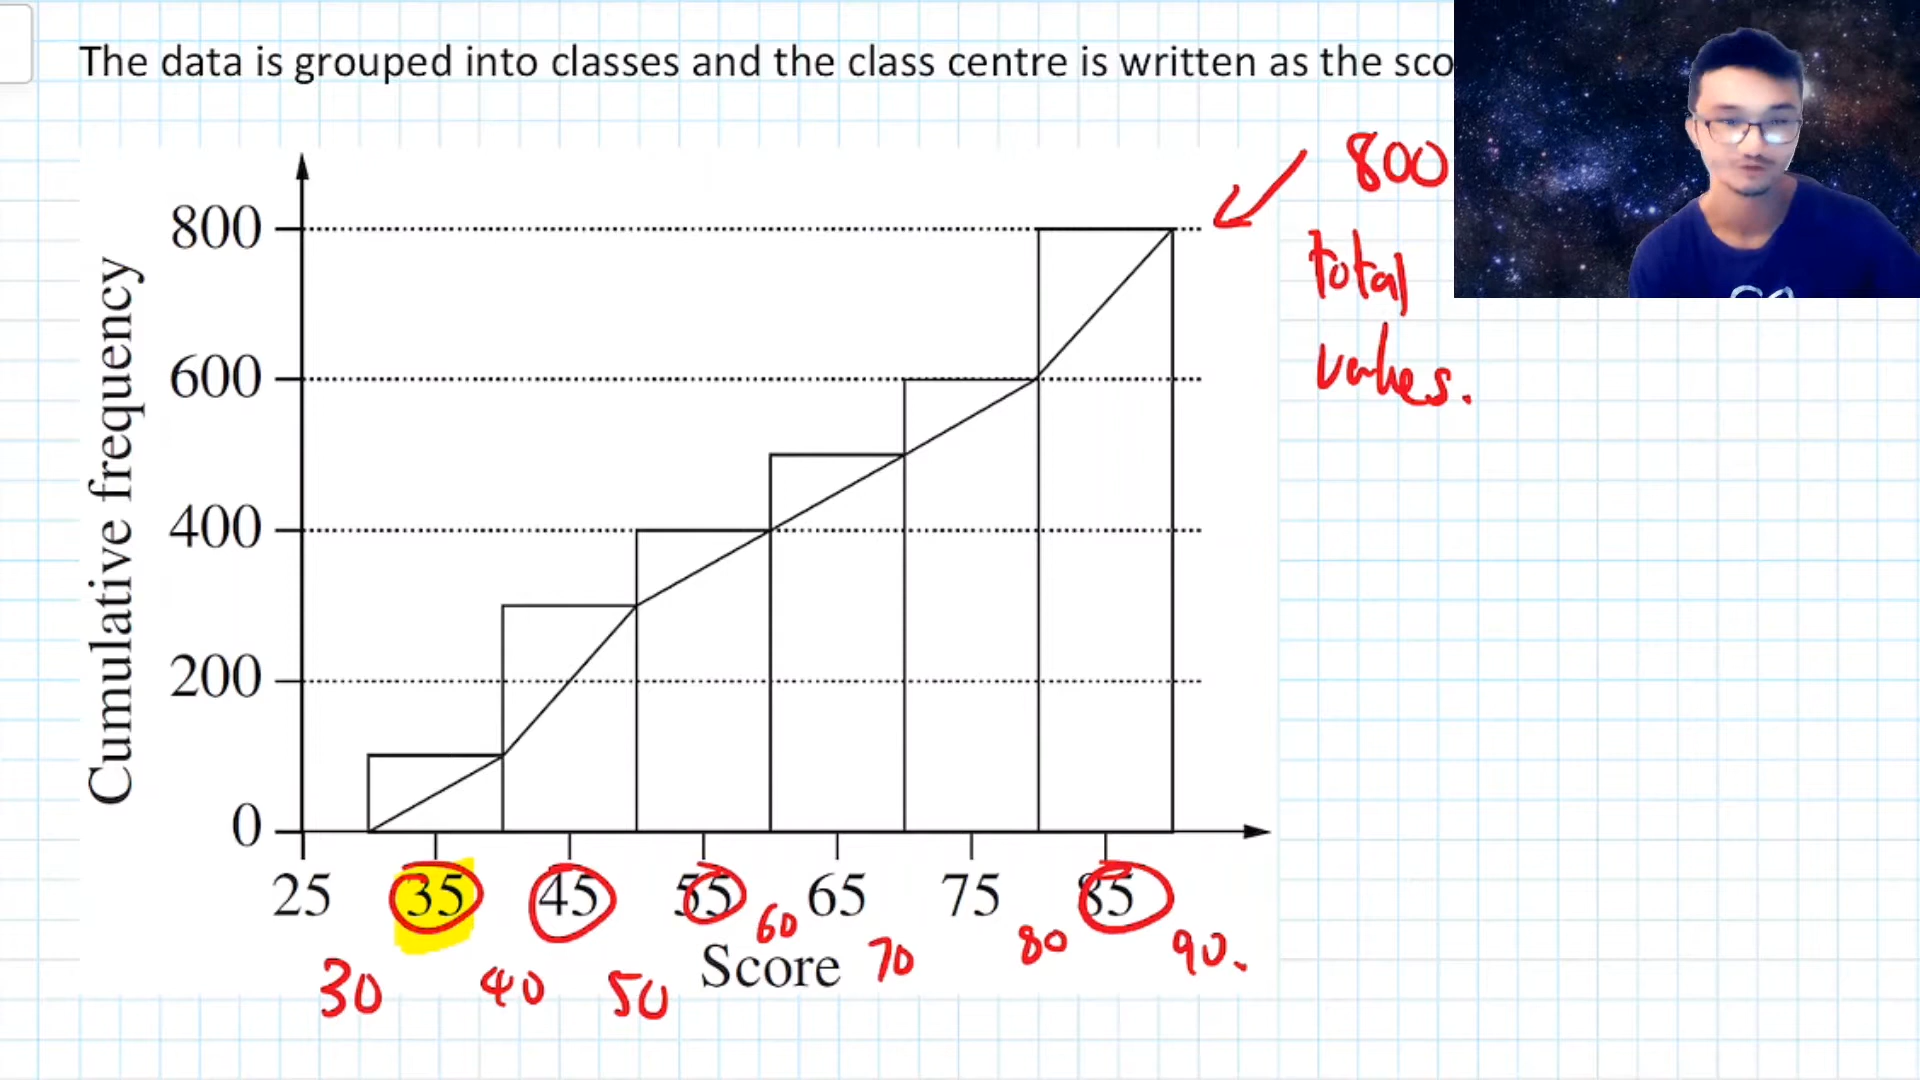 The data is grouped into classes and the class centre is written as the sco
800
total
values.
Cumulative frequency
800
600
400
200
0
25 35 45 55 65 75 85
60
80
90.
70
Score
30
40
50